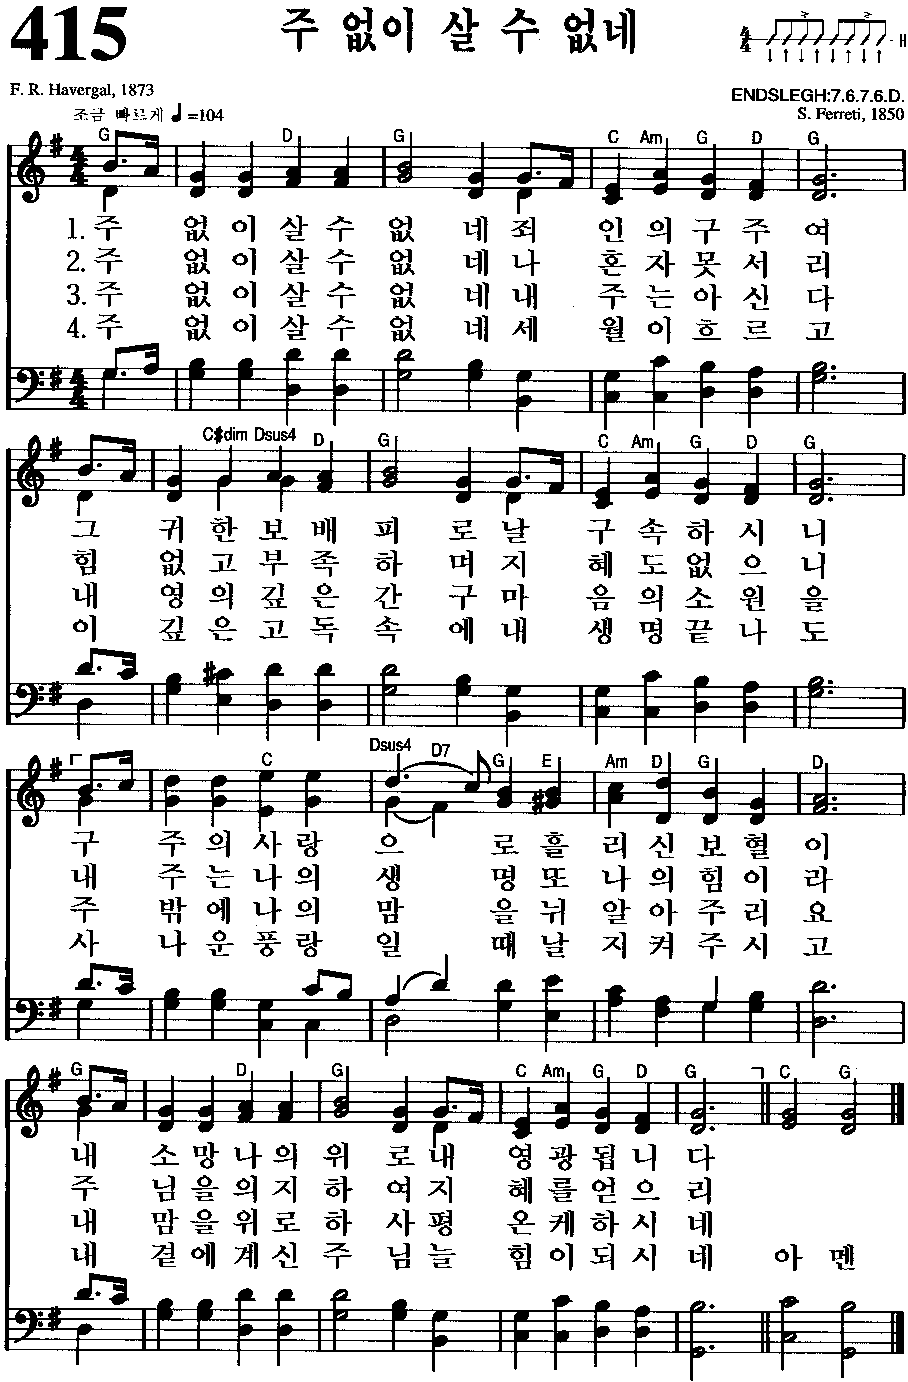 415 주 없이 살 수 없네
F. R. Havergal, 1873
ENDSLEGH:7.6.7.6.D.
조금 빠르게 ♩=104
S. Ferreti, 1850
H
G D G C Am G D G
1. 주 없 이 살 수 없 네 죄 인 의 구 주 여
2. 주 없 이 살 수 없 네 나 혼 자 못 서 리
3. 주 없 이 살 수 없 네 내 주 는 아 신 다
4. 주 없 이 살 수 없 네 세 월 이 흐 르 고
C#dim Dsus4 D G C Am G D G
그 귀 한 보 배 피 로 날 구 속 하 시 니
힘 없 고 부 족 하 며 지 혜 도 없 으 니
내 영 의 깊 은 간 구 마 음 의 소 원 을
이 깊 은 고 독 속 에 내 생 명 끝 나 도
C Dsus4 D7 G E Am D G D
구 주 의 사 랑 으 로 흘 리 신 보 혈 이
내 주 는 나 의 생 명 또 나 의 힘 이 라
주 밖 에 나 의 맘 을 뉘 알 아 주 리 요
사 나 운 풍 랑 일 때 날 지 켜 주 시 고
G D G C Am G D G C G
내 소 망 나 의 위 로 내 영 광 됩 니 다
주 님 을 의 지 하 여 지 혜 를 얻 으 리
내 맘 을 위 로 하 사 평 온 케 하 시 네
내 곁 에 계 신 주 님 늘 힘 이 되 시 네 아 멘